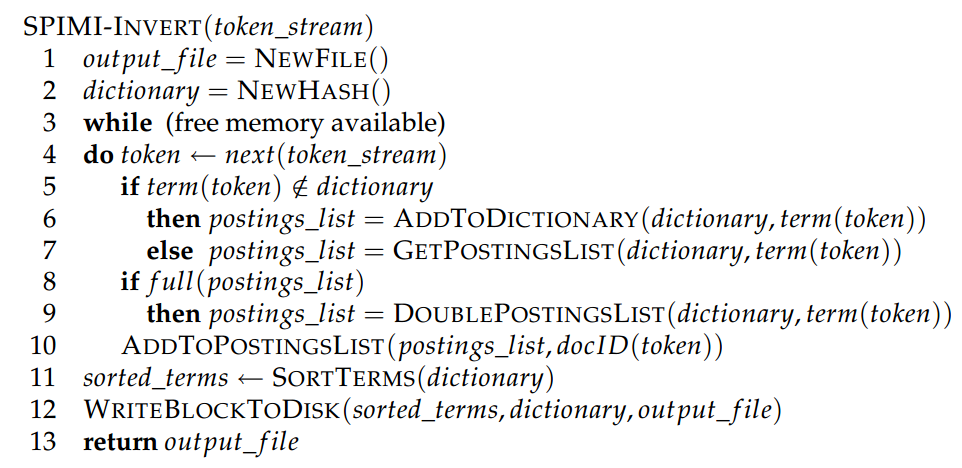 SPIMI-INVERT(token_stream)
1 output_file = NEWFILE()
2 dictionary = NEWHASH()
3 while (free memory available)
4 do token ← next(token_stream)
5 if term(token) ∉ dictionary
6 then postings_list = ADDTODICTIONARY(dictionary, term(token))
7 else postings_list = GETPOSTINGSLIST(dictionary, term(token))
8 if full(postings_list)
9 then postings_list = DOUBLEPOSTINGSLIST(dictionary, term(token))
10 ADDTOPOSTINGSLIST(postings_list, docID(token))
11 sorted_terms ← SORTTERMS(dictionary)
12 WRITEBLOCKTODISK(sorted_terms, dictionary, output_file)
13 return output_file